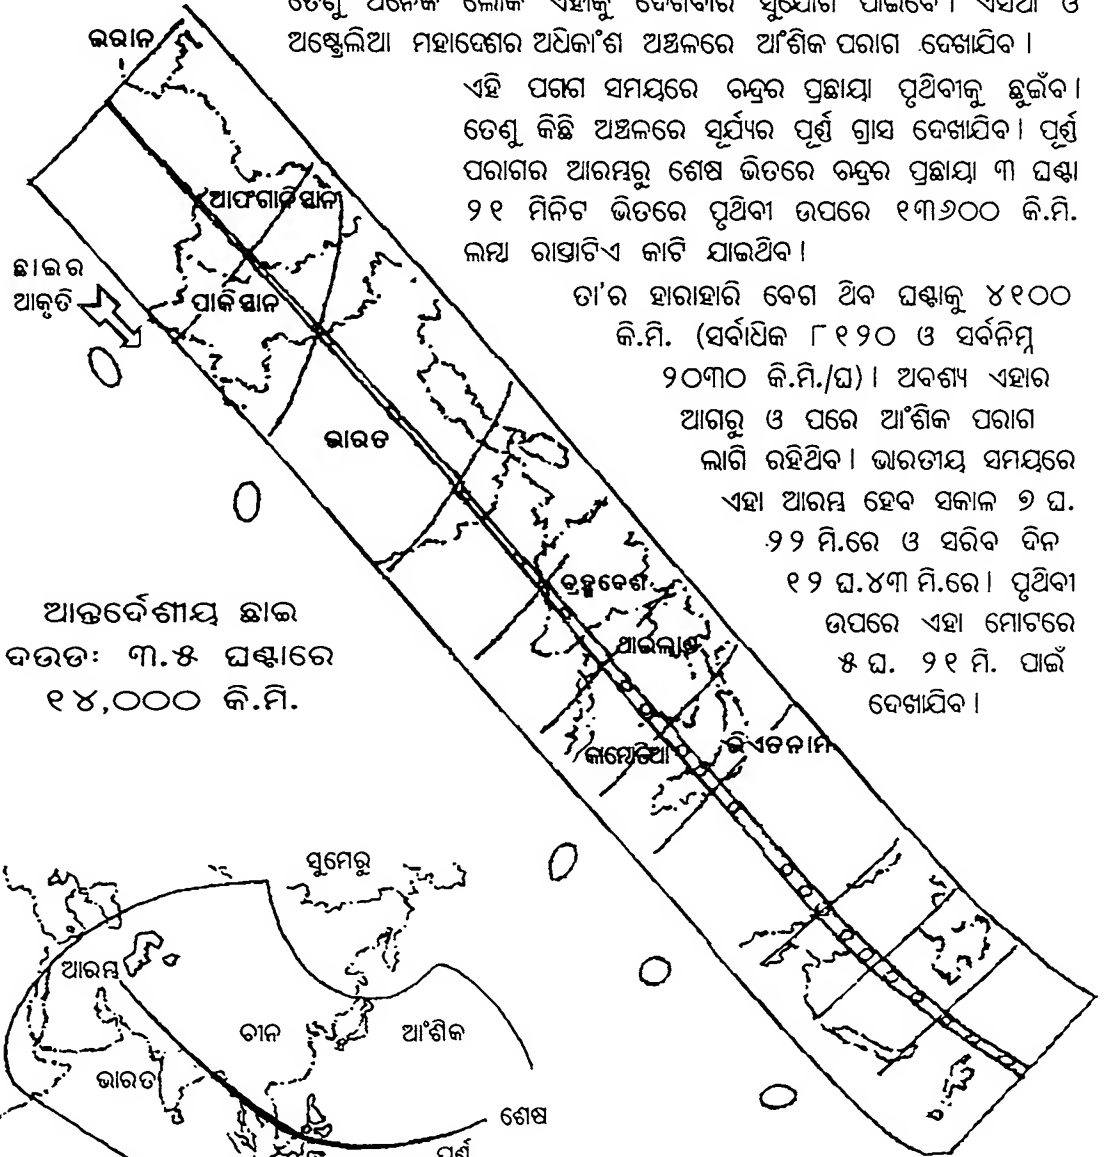 ତେଣୁ ଅନେକ ଲୋକ ଏହାକୁ ଦେଖିବାର ସୁଯୋଗ ପାଇବେ। ଏସିଆ ଓ
ଅଷ୍ଟ୍ରେଲିଆ ମହାଦେଶର ଅଧିକାଂଶ ଅଞ୍ଚଳରେ ଆଂଶିକ ପରାଗ ଦେଖାଯିବ।
ଏହି ପରାଗ ସମୟରେ ଚନ୍ଦ୍ରର ପ୍ରଛାୟା ପୃଥିବୀକୁ ଛୁଇଁବ।
ତେଣୁ କିଛି ଅଞ୍ଚଳରେ ସୂର୍ଯ୍ୟର ପୂର୍ଣ୍ଣ ଗ୍ରାସ ଦେଖାଯିବ। ପୂର୍ଣ୍ଣ
ପରାଗର ଆରମ୍ଭରୁ ଶେଷ ଭିତରେ ଚନ୍ଦ୍ରର ପ୍ରଛାୟା ୩ ଘଣ୍ଟା
୨୧ ମିନିଟ ଭିତରେ ପୃଥିବୀ ଉପରେ ୧୩୬୦୦ କି.ମି.
ଲମ୍ବା ରାସ୍ତାଟିଏ କାଟି ଯାଇଥିବ।
ତା'ର ହାରାହାରି ବେଗ ଥିବ ଘଣ୍ଟାକୁ ୪୧୦୦
କି.ମି. (ସର୍ବାଧିକ ୮୧୨୦ ଓ ସର୍ବନିମ୍ନ
୨୦୩୦ କି.ମି./ଘ)। ଅବଶ୍ୟ ଏହାର
ଆଗରୁ ଓ ପରେ ଆଂଶିକ ପରାଗ
ଲାଗି ରହିଥିବ। ଭାରତୀୟ ସମୟରେ
ଏହା ଆରମ୍ଭ ହେବ ସକାଳ ୭ ଘ.
୨୨ ମି.ରେ ଓ ସରିବ ଦିନ
୧୨ ଘ.୪୩ ମି.ରେ। ପୃଥିବୀ
ଉପରେ ଏହା ମୋଟରେ
୫ ଘ. ୨୧ ମି. ପାଇଁ
ଦେଖାଯିବ।
ଇରାନ
ଆଫଗାନିସ୍ତାନ
ପାକିସ୍ତାନ
ଛାଇର
ଆକୃତି
ଭାରତ
ବ୍ରହ୍ମଦେଶ
ଥାଇଲାଣ୍ଡ
କାମ୍ବୋଡିଆ
ଭିଏତନାମ
ଆନ୍ତର୍ଦେଶୀୟ ଛାଇ
ଦଉଡ: ୩.୫ ଘଣ୍ଟାରେ
୧୪,୦୦୦ କି.ମି.
ସୁମେରୁ
ଆରମ୍ଭ
ଚୀନ
ଆଂଶିକ
ଭାରତ
ଶେଷ
ପୂର୍ଣ୍ଣ